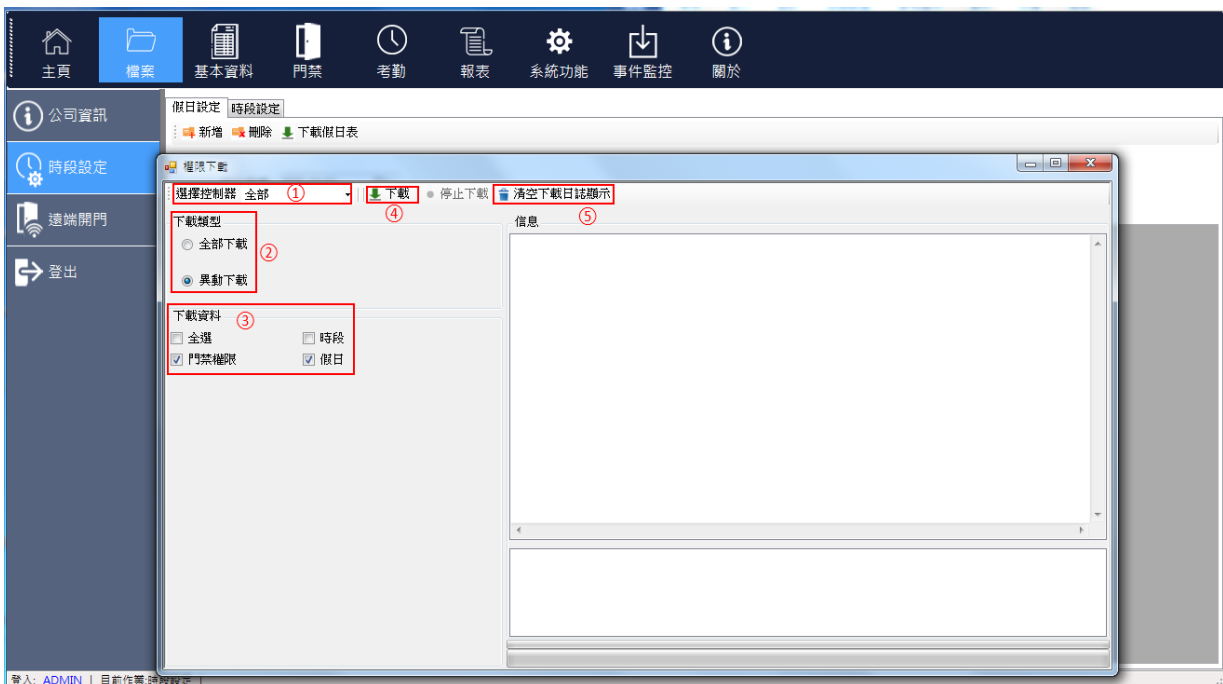 主頁 檔案 基本資料 門禁 考勤 報表 系統功能 事件監控 關於
公司資訊
時段設定
遠端開門
登出
假日設定 時段設定
新增 刪除 下載假日表
權限下載
選擇控制器 全部 ① 下載 停止下載 清空下載日誌顯示
④ ⑤
下載類型
全部下載
②
異動下載
信息
下載資料 ③
全選 時段
門禁權限 假日
登入: ADMIN | 目前作業:時段設定 |